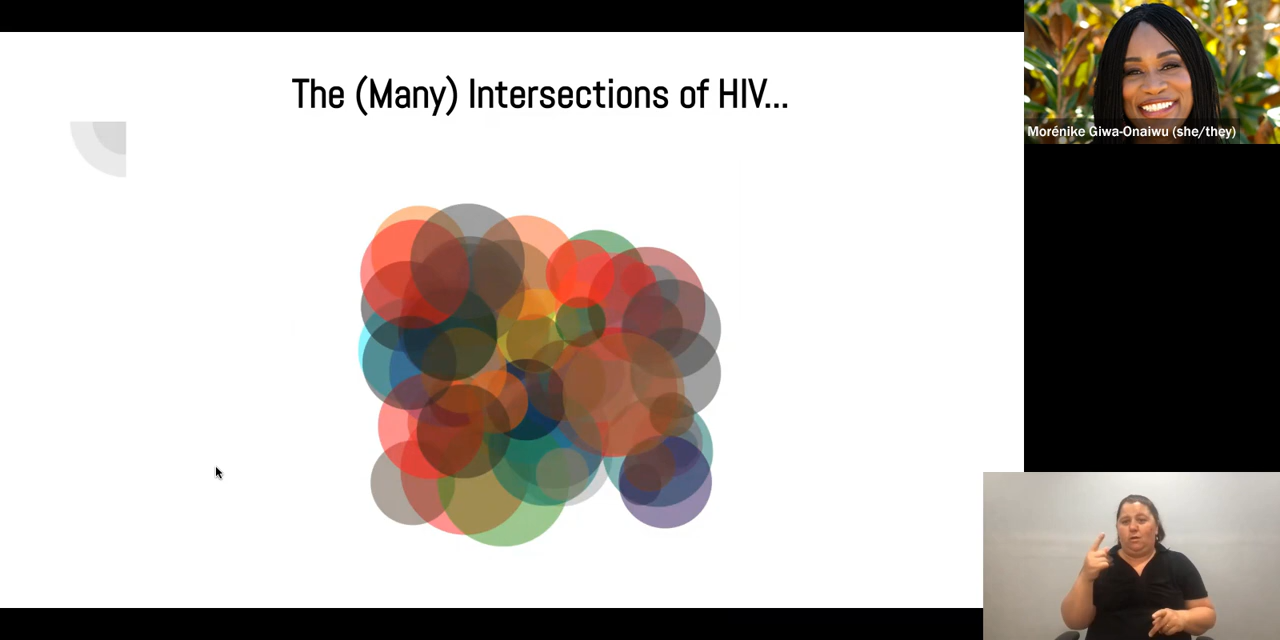 The (Many) Intersections of HIV...
Morénike Giwa-Onaiwu (she/they)